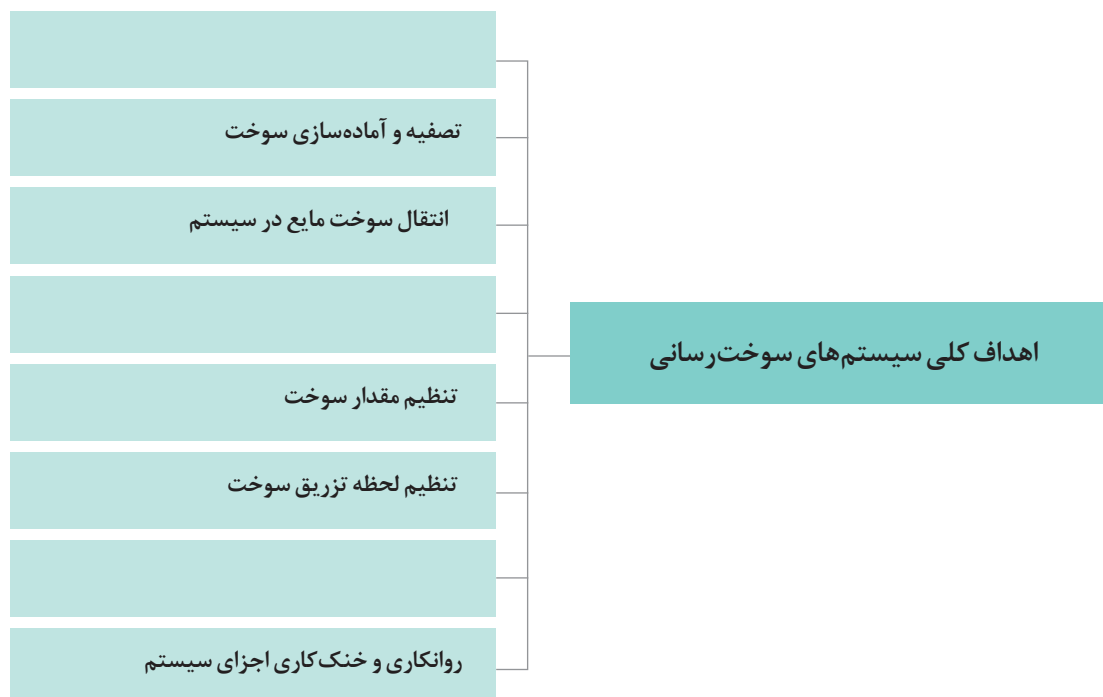 اهداف کلی سیستم‌های سوخت‌رسانی
تصفیه و آماده‌سازی سوخت
انتقال سوخت مایع در سیستم
تنظیم مقدار سوخت
تنظیم لحظه تزریق سوخت
روانکاری و خنک‌کاری اجزای سیستم